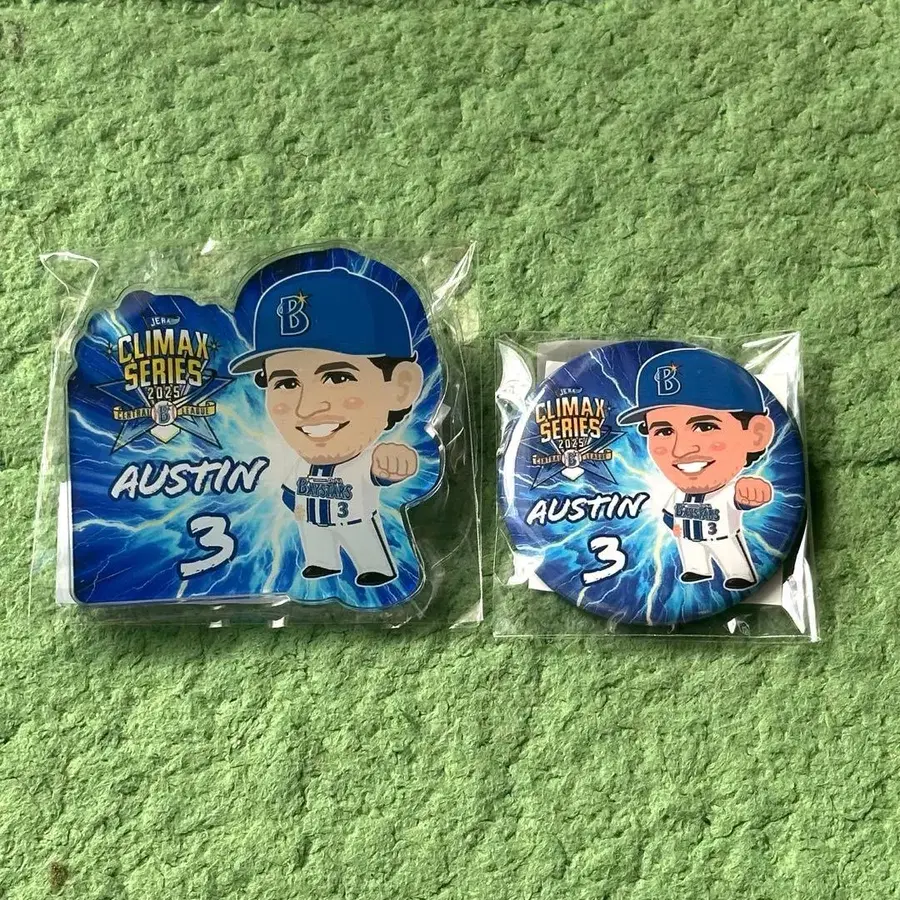 JERA
CLIMAX
SERIES
2025
CENTRAL B LEAGUE
AUSTIN
3
B
BAYSTARS
3
JERA
CLIMAX
SERIES
2025
CENTRAL B LEAGUE
AUSTIN
3
B
BAYSTARS
3